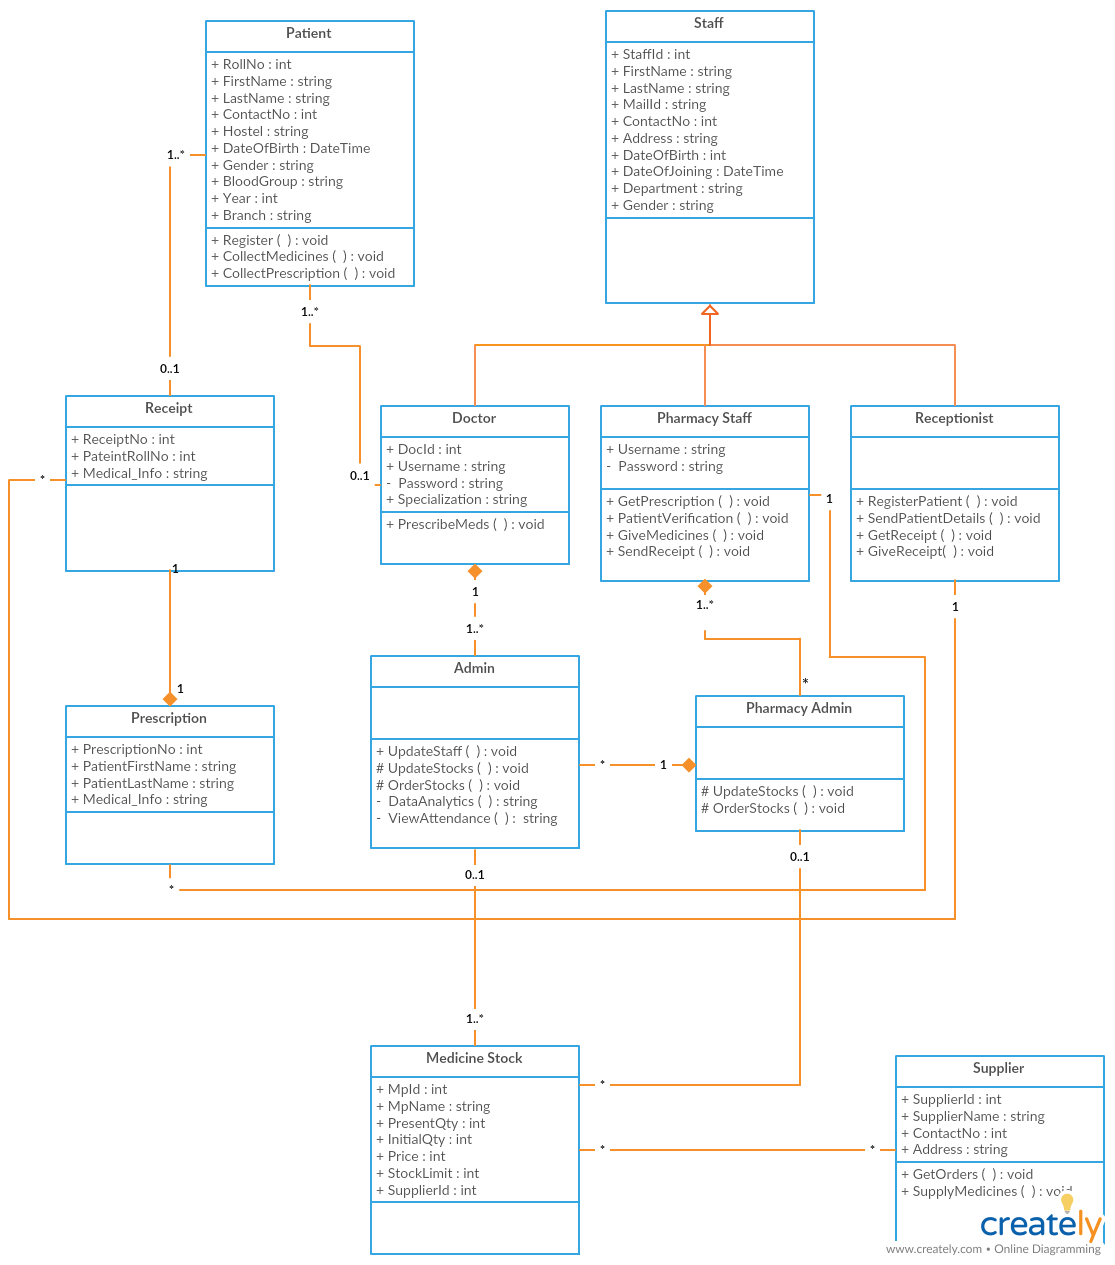 Patient
+ RollNo : int
+ FirstName : string
+ LastName : string
+ ContactNo : int
+ Hostel : string
+ DateOfBirth : DateTime
+ Gender : string
+ BloodGroup : string
+ Year : int
+ Branch : string
+ Register ( ) : void
+ CollectMedicines ( ) : void
+ CollectPrescription ( ) : void
Staff
+ StaffId : int
+ FirstName : string
+ LastName : string
+ MailId : string
+ ContactNo : int
+ Address : string
+ DateOfBirth : int
+ DateOfJoining : DateTime
+ Department : string
+ Gender : string
1..*
1..*
0..1
0..1
Receipt
+ ReceiptNo : int
+ PateintRollNo : int
+ Medical_Info : string
*
1
Doctor
+ DocId : int
+ Username : string
- Password : string
+ Specialization : string
+ PrescribeMeds ( ) : void
Pharmacy Staff
+ Username : string
- Password : string
+ GetPrescription ( ) : void
+ PatientVerification ( ) : void
+ GiveMedicines ( ) : void
+ SendReceipt ( ) : void
1
Receptionist
+ RegisterPatient ( ) : void
+ SendPatientDetails ( ) : void
+ GetReceipt ( ) : void
+ GiveReceipt( ) : void
1
1..*
1
1..*
*
1
Prescription
+ PrescriptionNo : int
+ PatientFirstName : string
+ PatientLastName : string
+ Medical_Info : string
*
Admin
+ UpdateStaff ( ) : void
# UpdateStocks ( ) : void
# OrderStocks ( ) : void
- DataAnalytics ( ) : string
- ViewAttendance ( ) : string
* 1
Pharmacy Admin
# UpdateStocks ( ) : void
# OrderStocks ( ) : void
0..1
0..1
1..*
Medicine Stock
+ MpId : int
+ MpName : string
+ PresentQty : int
+ InitialQty : int
+ Price : int
+ StockLimit : int
+ SupplierId : int
*
* *
Supplier
+ SupplierId : int
+ SupplierName : string
+ ContactNo : int
+ Address : string
+ GetOrders ( ) : void
+ SupplyMedicines ( ) : void
creately
www.creately.com • Online Diagramming